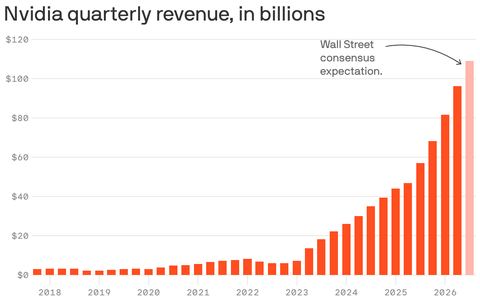 Nvidia quarterly revenue, in billions
$120
Wall Street
consensus
expectation.
$100
$80
$60
$40
$20
$0
2018 2019 2020 2021 2022 2023 2024 2025 2026